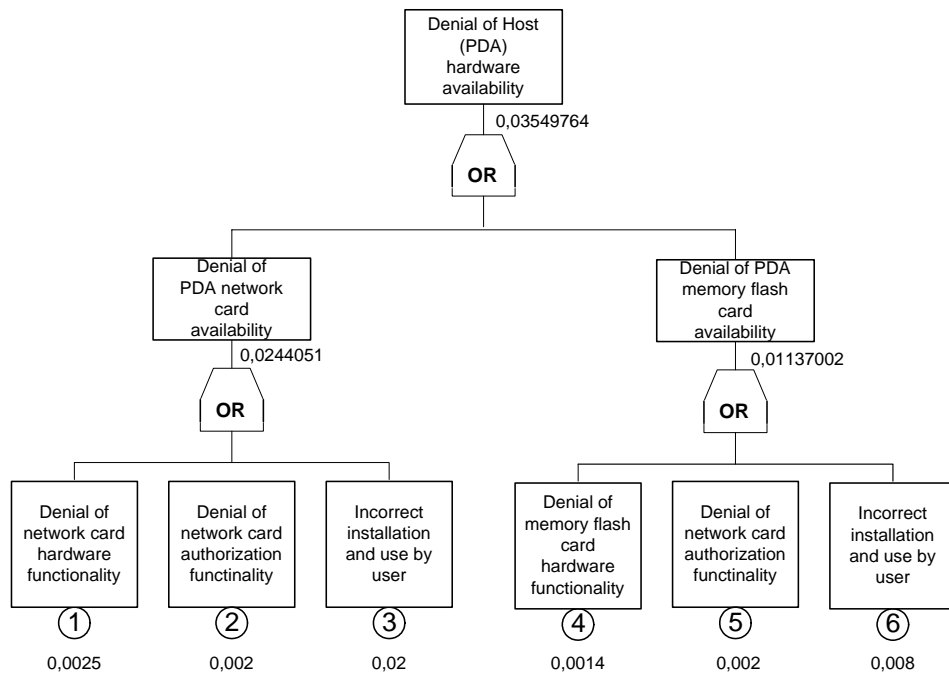 Denial of Host
(PDA)
hardware
availability
0,03549764
OR
Denial of
PDA network
card
availability
0,0244051
OR
Denial of PDA
memory flash
card
availability
0,01137002
OR
Denial of
network card
hardware
functionality
1
0,0025
Denial of
network card
authorization
functinality
2
0,002
Incorrect
installation
and use by
user
3
0,02
Denial of
memory flash
card
hardware
functionality
4
0,0014
Denial of
network card
authorization
functinality
5
0,002
Incorrect
installation
and use by
user
6
0,008